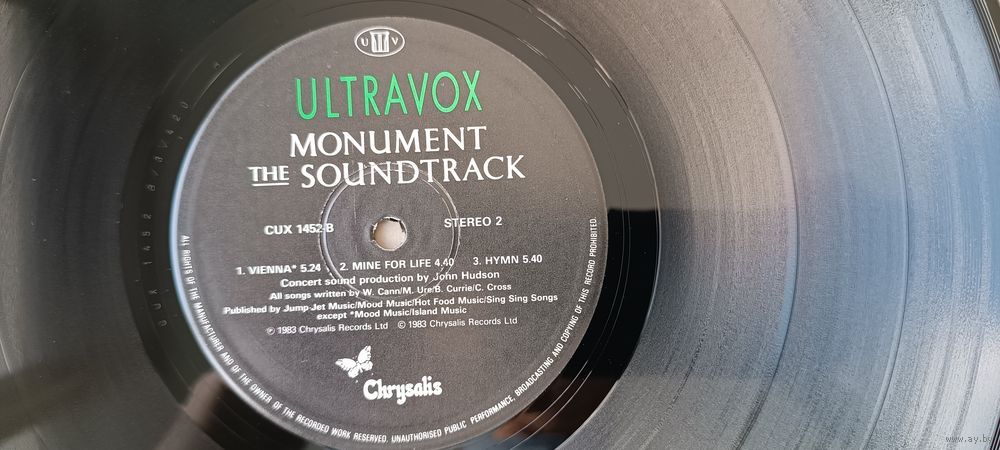 U V
ULTRAVOX
MONUMENT
THE SOUNDTRACK
CUX 1452-B
STEREO 2
1. VIENNA* 5.24 2. MINE FOR LIFE 4.40 3. HYMN 5.40
Concert sound production by John Hudson
All songs written by W. Cann/M. Ure/B. Currie/C. Cross
Published by Jump-Jet Music/Mood Music/Hot Food Music/Sing Sing Songs
except *Mood Music/Island Music
℗ 1983 Chrysalis Records Ltd © 1983 Chrysalis Records Ltd
Chrysalis
ALL RIGHTS OF THE MANUFACTURER AND OF THE OWNER OF THE RECORDED WORK RESERVED. UNAUTHORISED PUBLIC PERFORMANCE, BROADCASTING AND COPYING OF THIS RECORD PROHIBITED.
www.ay.by